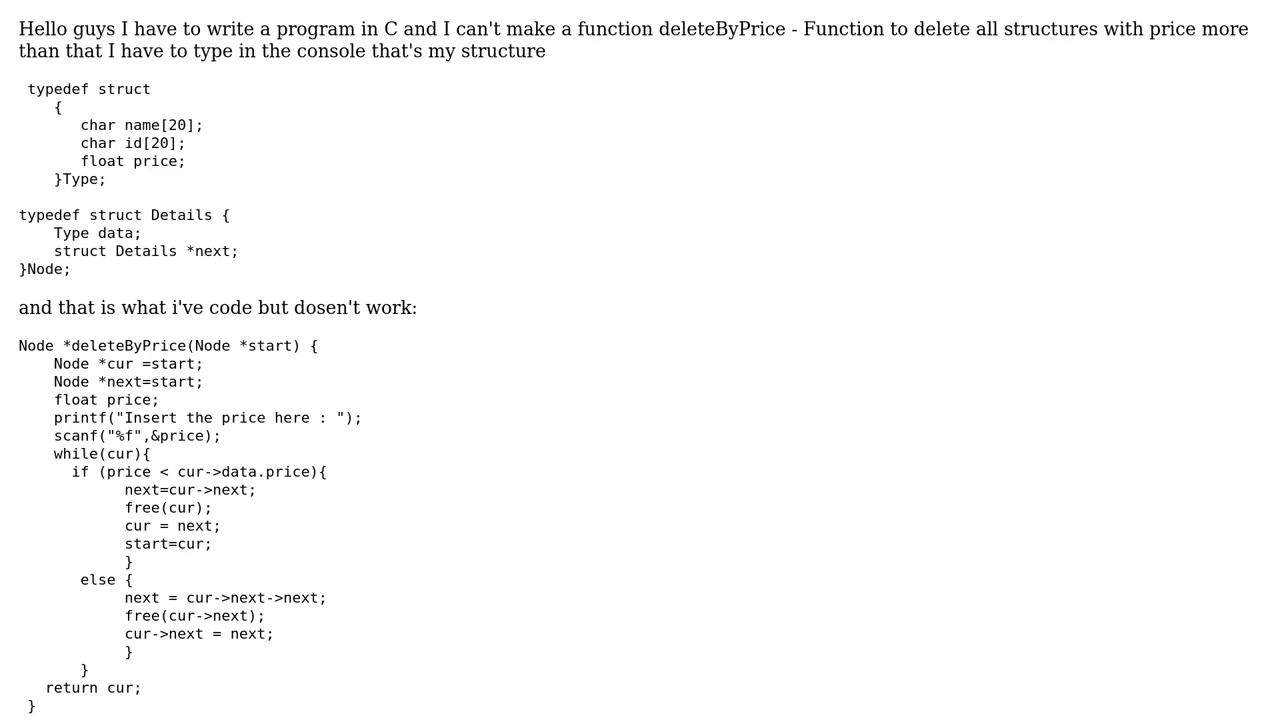 Hello guys I have to write a program in C and I can't make a function deleteByPrice - Function to delete all structures with price more
than that I have to type in the console that's my structure
typedef struct
{
char name[20];
char id[20];
float price;
}Type;
typedef struct Details {
Type data;
struct Details *next;
}Node;
and that is what i've code but dosen't work:
Node *deleteByPrice(Node *start) {
Node *cur =start;
Node *next=start;
float price;
printf("Insert the price here : ");
scanf("%f",&price);
while(cur){
if (price < cur->data.price){
next=cur->next;
free(cur);
cur = next;
start=cur;
}
else {
next = cur->next->next;
free(cur->next);
cur->next = next;
}
}
return cur;
}